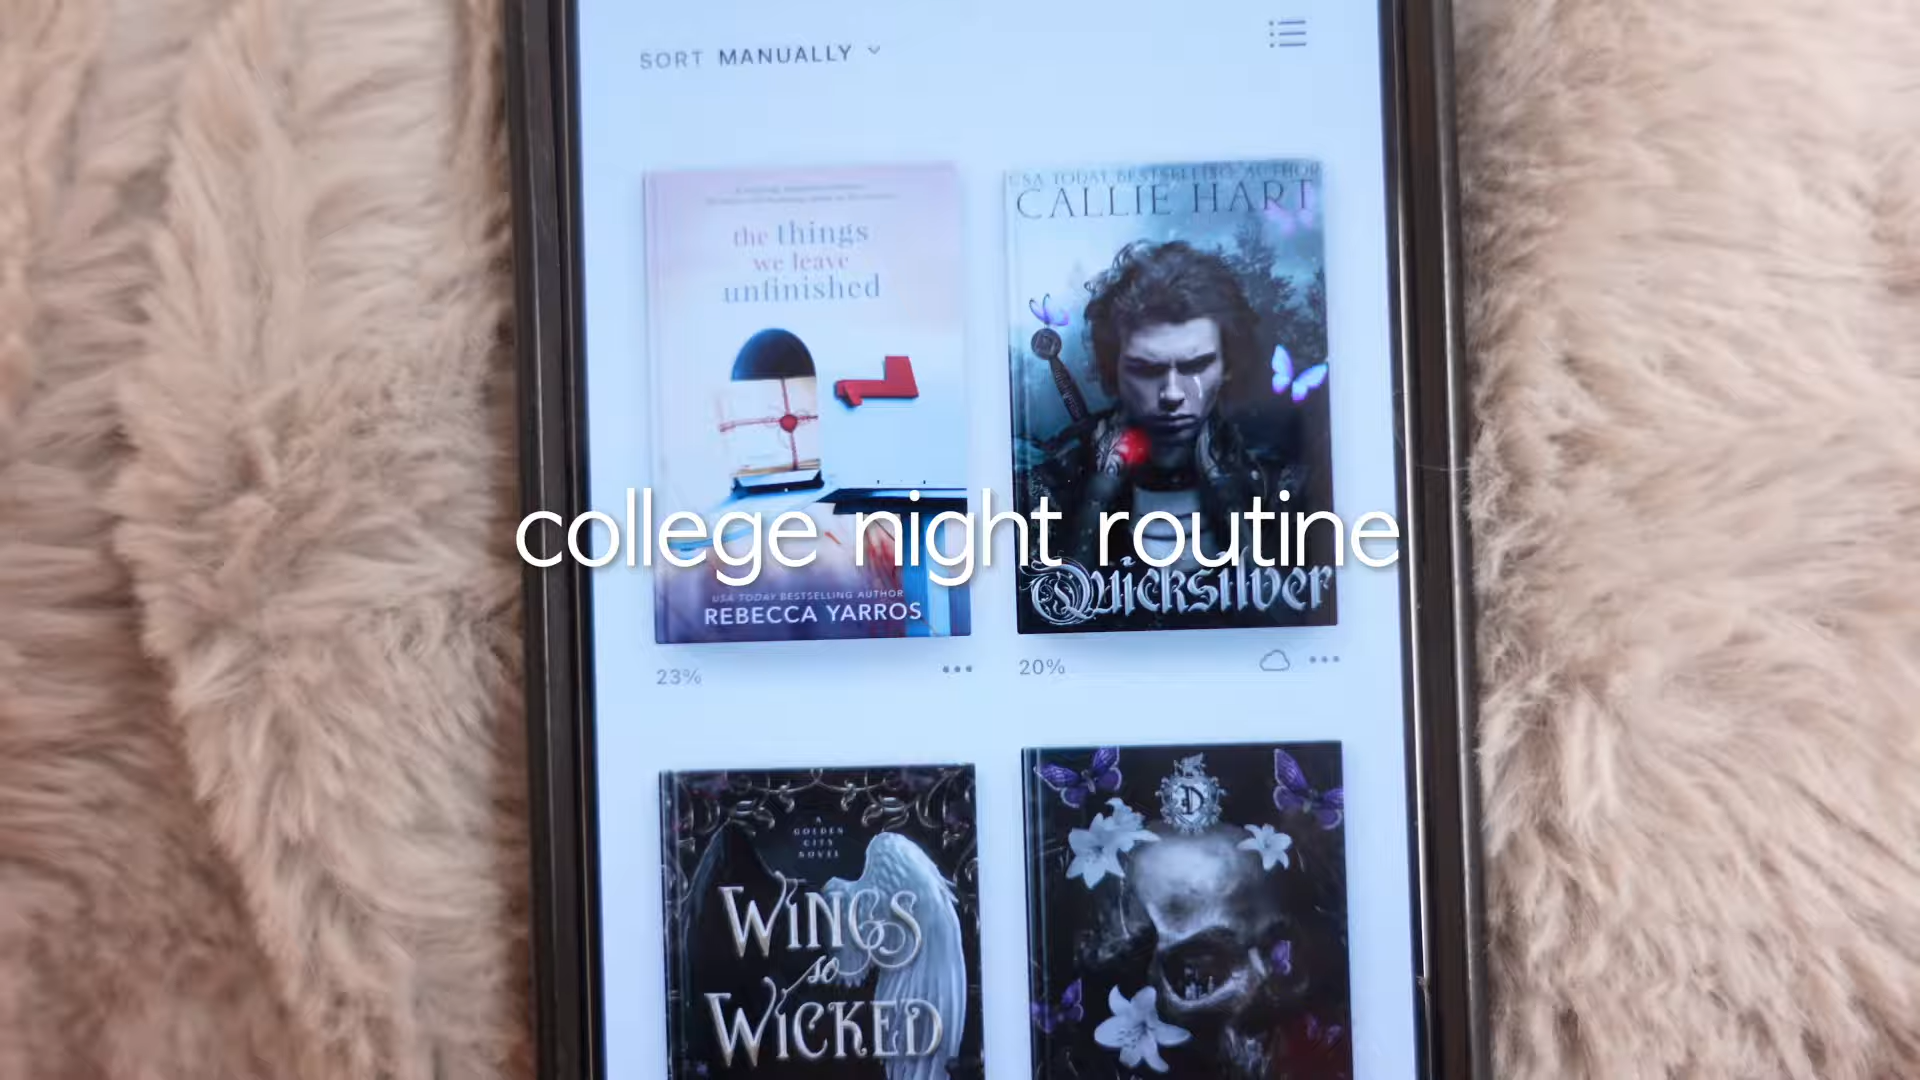 SORT MANUALLY
the things
we leave
unfinished
USA TODAY BESTSELLING AUTHOR
REBECCA YARROS
23%
USA TODAY BESTSELLING AUTHOR
CALLIE HART
Quicksilver
20%
college night routine
A
GOLDEN
CITY
NOVEL
WINGS
so
WICKED
D